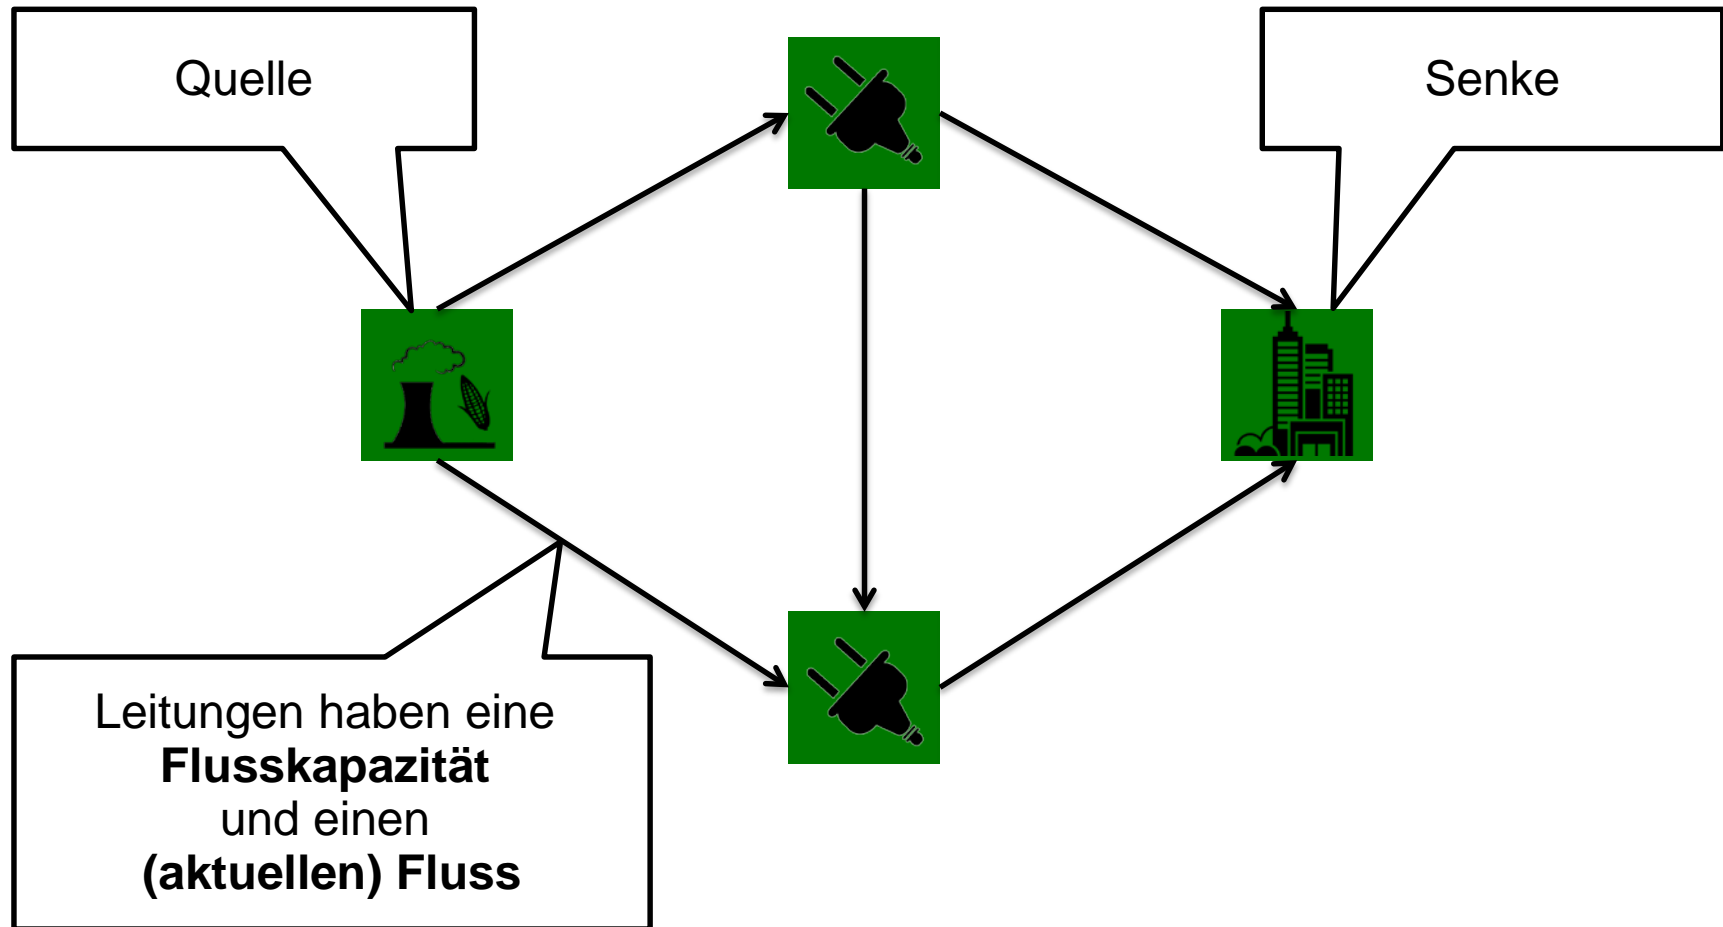 Quelle
Senke
Leitungen haben eine
Flusskapazität
und einen
(aktuellen) Fluss